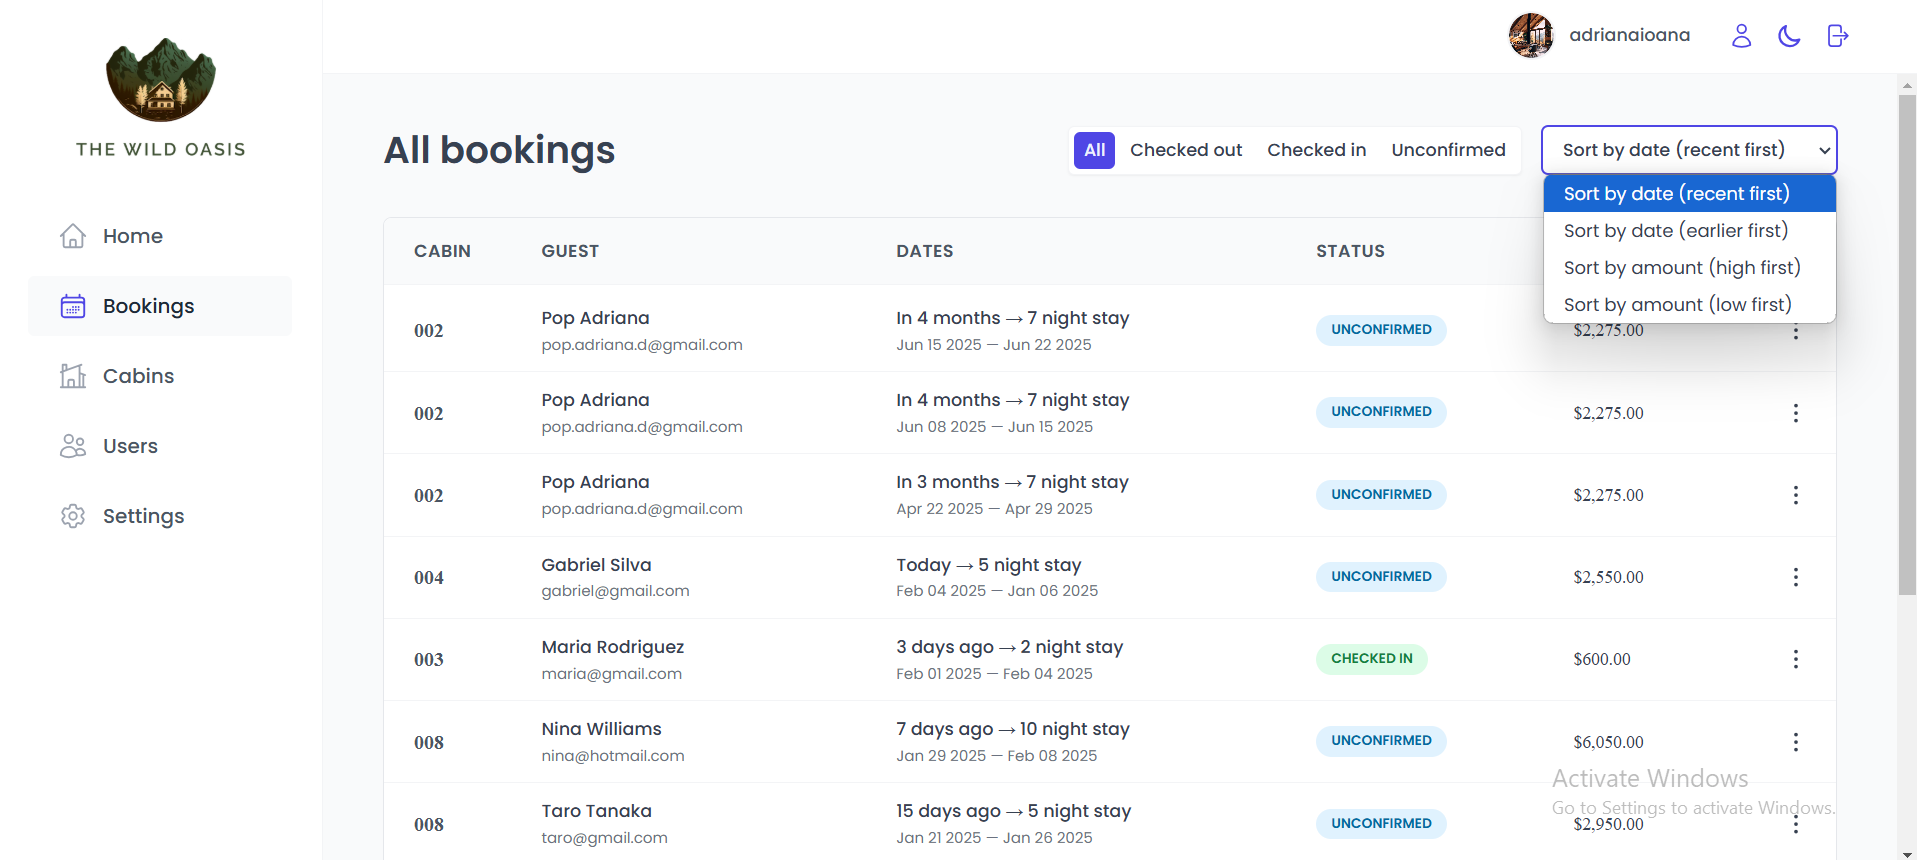 THE WILD OASIS
Home
Bookings
Cabins
Users
Settings
adrianaioana
All bookings
All Checked out Checked in Unconfirmed
Sort by date (recent first)
Sort by date (recent first)
Sort by date (earlier first)
Sort by amount (high first)
Sort by amount (low first)
CABIN GUEST DATES STATUS
002 Pop Adriana In 4 months → 7 night stay UNCONFIRMED $2,275.00
pop.adriana.d@gmail.com Jun 15 2025 — Jun 22 2025
002 Pop Adriana In 4 months → 7 night stay UNCONFIRMED $2,275.00
pop.adriana.d@gmail.com Jun 08 2025 — Jun 15 2025
002 Pop Adriana In 3 months → 7 night stay UNCONFIRMED $2,275.00
pop.adriana.d@gmail.com Apr 22 2025 — Apr 29 2025
004 Gabriel Silva Today → 5 night stay UNCONFIRMED $2,550.00
gabriel@gmail.com Feb 04 2025 — Jan 06 2025
003 Maria Rodriguez 3 days ago → 2 night stay CHECKED IN $600.00
maria@gmail.com Feb 01 2025 — Feb 04 2025
008 Nina Williams 7 days ago → 10 night stay UNCONFIRMED $6,050.00
nina@hotmail.com Jan 29 2025 — Feb 08 2025
008 Taro Tanaka 15 days ago → 5 night stay UNCONFIRMED $2,950.00
taro@gmail.com Jan 21 2025 — Jan 26 2025
Activate Windows
Go to Settings to activate Windows.